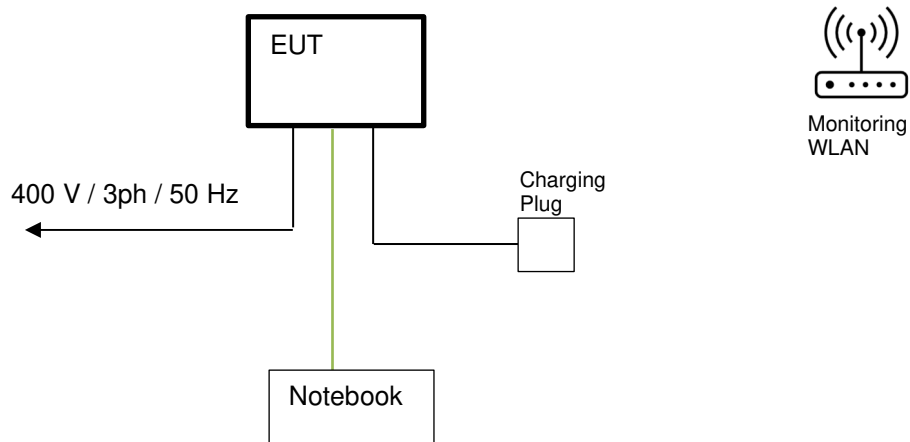 EUT
Monitoring
WLAN
400 V / 3ph / 50 Hz
Charging
Plug
Notebook